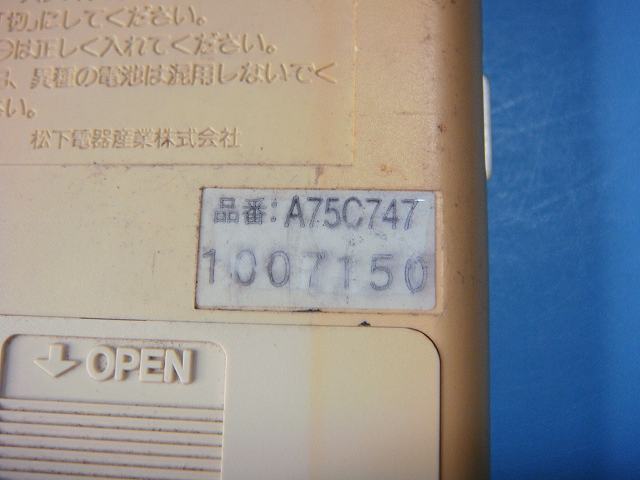 「切」にしてください。
は正しく入れてください。
、異種の電池は混用しないでく
さい。
松下電器産業株式会社
品番: A75C747
1007150
OPEN